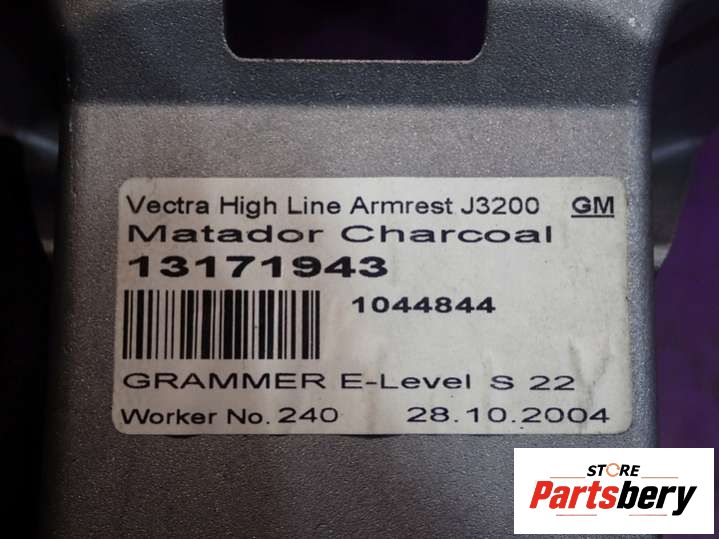 Vectra High Line Armrest J3200 GM
Matador Charcoal
13171943
1044844
GRAMMER E-Level S 22
Worker No. 240 28.10.2004
STORE
Partsbery